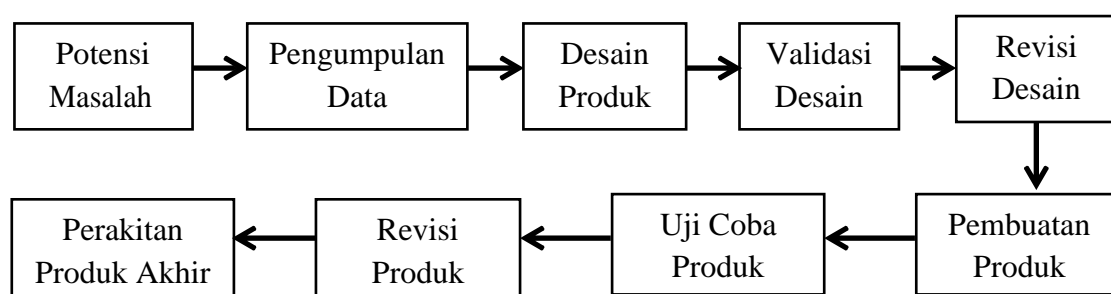 Potensi
Masalah
Pengumpulan
Data
Desain
Produk
Validasi
Desain
Revisi
Desain
Pembuatan
Produk
Uji Coba
Produk
Revisi
Produk
Perakitan
Produk Akhir